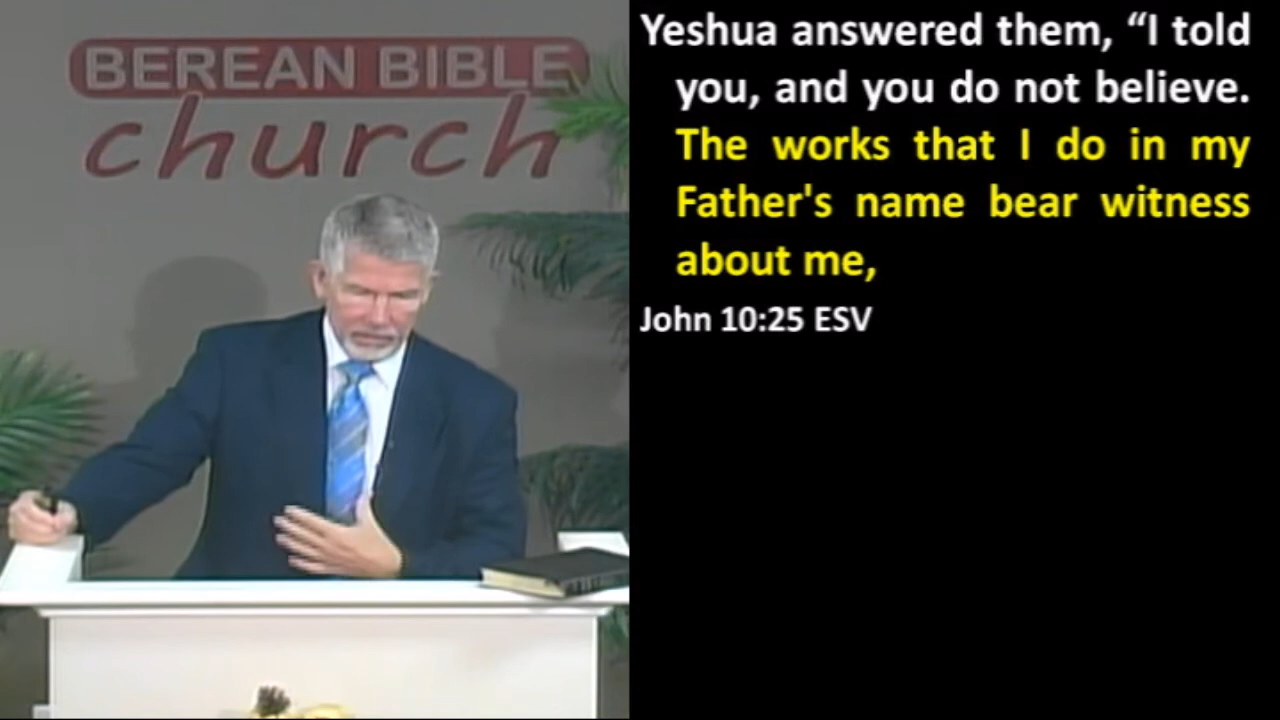 BEREAN BIBLE
church
Yeshua answered them, “I told
you, and you do not believe.
The works that I do in my
Father's name bear witness
about me,
John 10:25 ESV